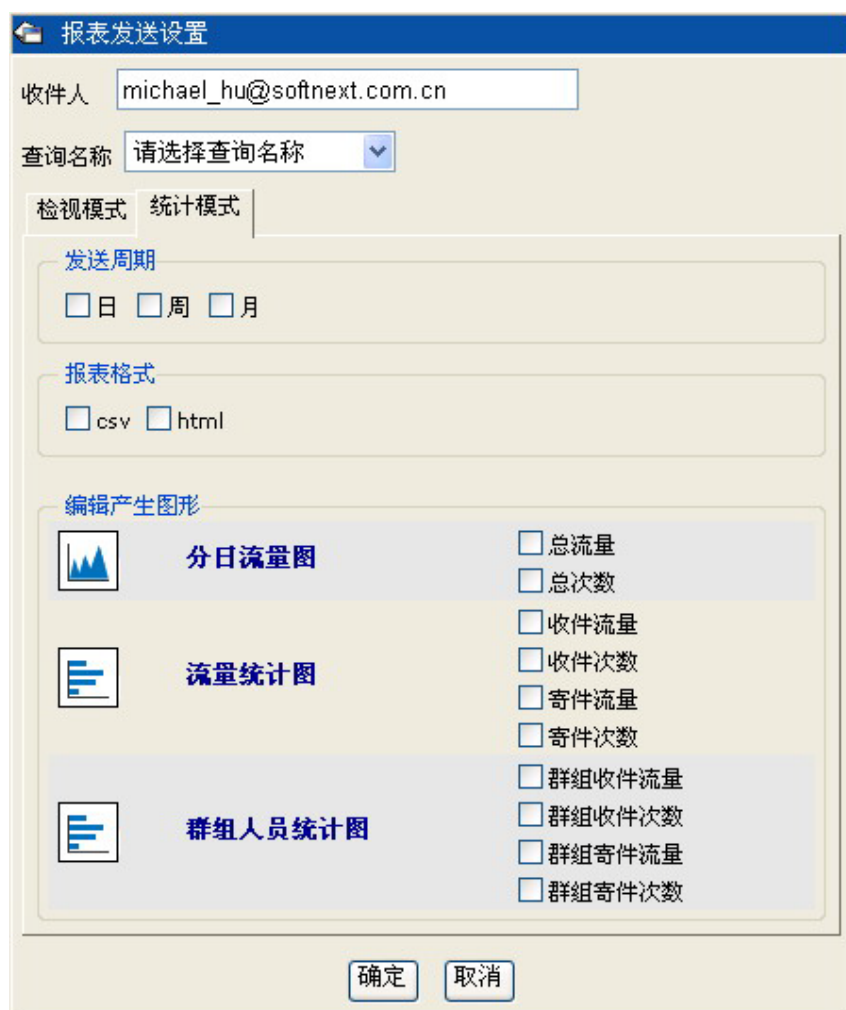 报表发送设置
收件人 michael_hu@softnext.com.cn
查询名称 请选择查询名称
检视模式 统计模式
发送周期
日 周 月
报表格式
csv html
编辑产生图形
分日流量图
总流量
总次数
流量统计图
收件流量
收件次数
寄件流量
寄件次数
群组人员统计图
群组收件流量
群组收件次数
群组寄件流量
群组寄件次数
确定 取消